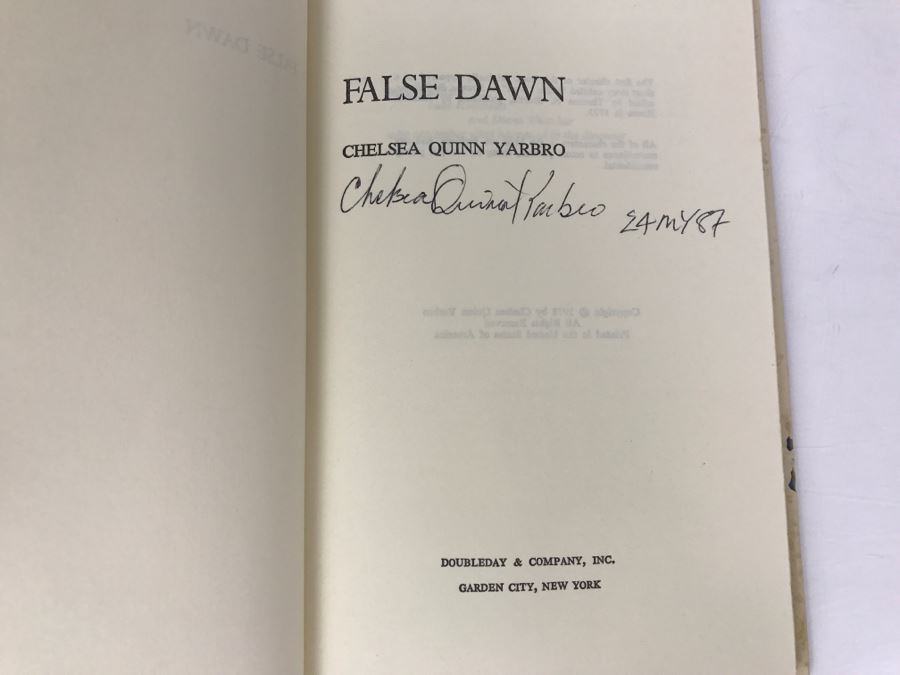 FALSE DAWN
CHELSEA QUINN YARBRO
Chelsea Quinn Yarbro
24MY87
DOUBLEDAY & COMPANY, INC.
GARDEN CITY, NEW YORK